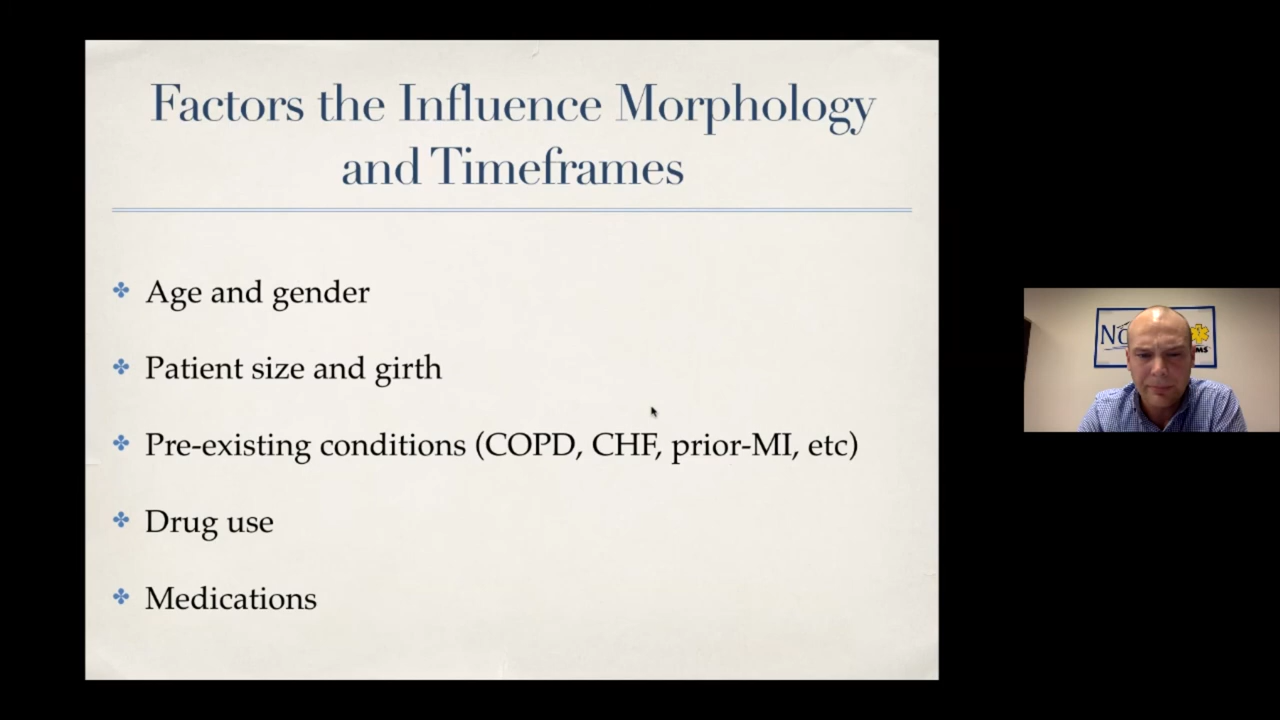 Factors the Influence Morphology
and Timeframes
Age and gender
Patient size and girth
Pre-existing conditions (COPD, CHF, prior-MI, etc)
Drug use
Medications